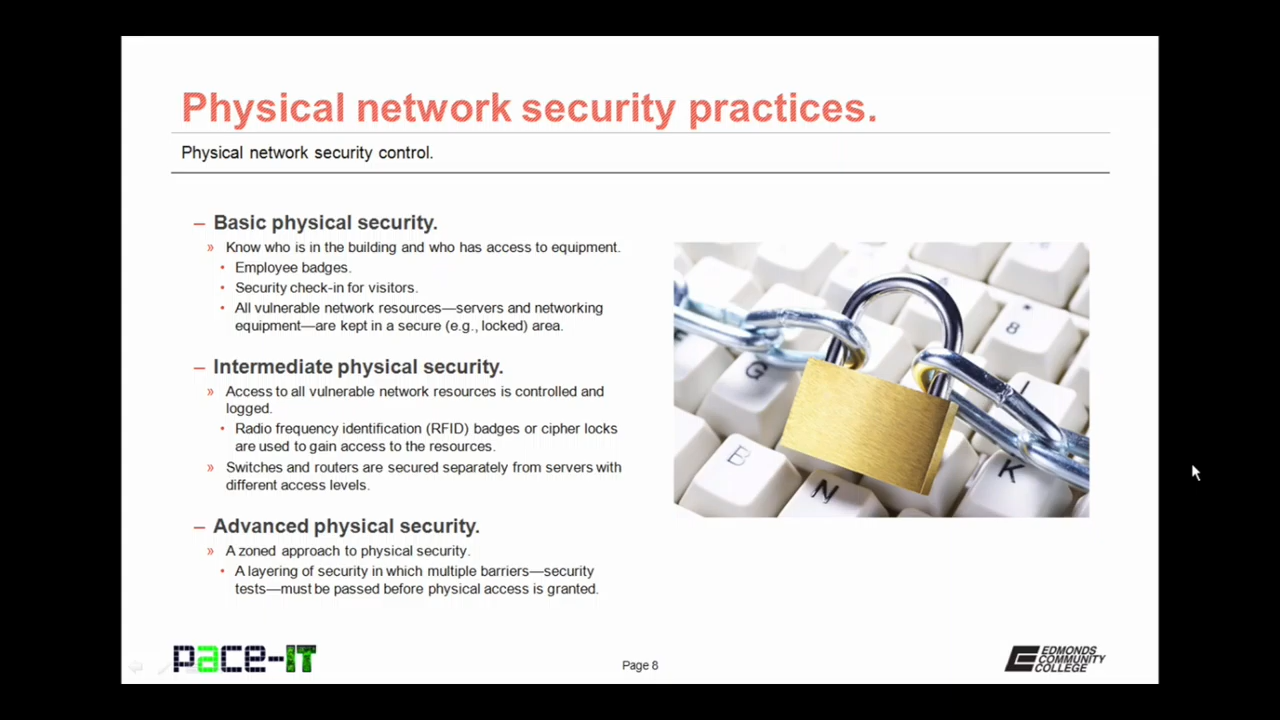 Physical network security practices.
Physical network security control.
– Basic physical security.
» Know who is in the building and who has access to equipment.
• Employee badges.
• Security check-in for visitors.
• All vulnerable network resources—servers and networking
equipment—are kept in a secure (e.g., locked) area.
– Intermediate physical security.
» Access to all vulnerable network resources is controlled and
logged.
• Radio frequency identification (RFID) badges or cipher locks
are used to gain access to the resources.
» Switches and routers are secured separately from servers with
different access levels.
– Advanced physical security.
» A zoned approach to physical security.
• A layering of security in which multiple barriers—security
tests—must be passed before physical access is granted.
G
8
B
N
K
pace-IT
Page 8
EDMONDS
COMMUNITY
COLLEGE